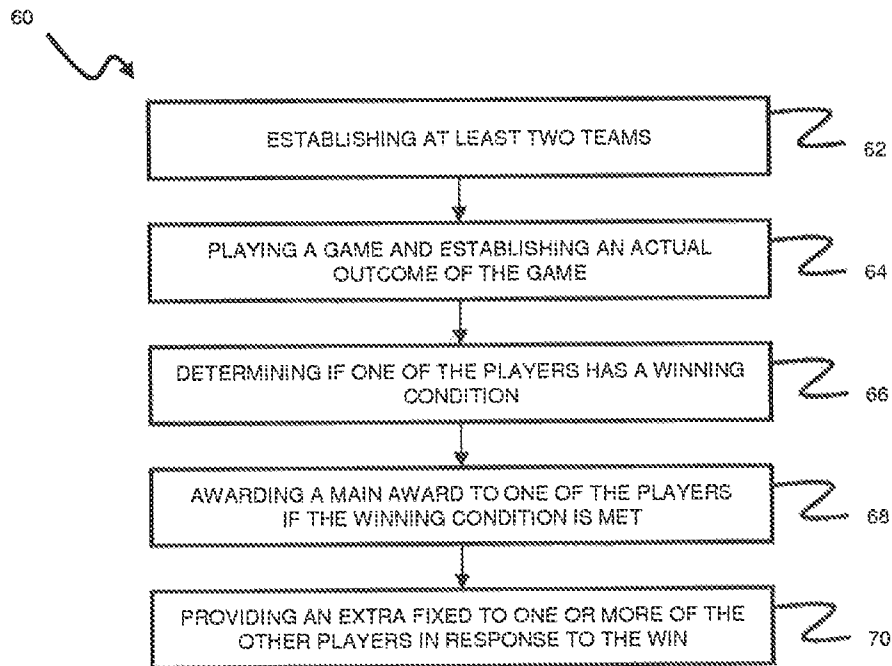 60
ESTABLISHING AT LEAST TWO TEAMS
62
PLAYING A GAME AND ESTABLISHING AN ACTUAL
OUTCOME OF THE GAME
64
DETERMINING IF ONE OF THE PLAYERS HAS A WINNING
CONDITION
66
AWARDING A MAIN AWARD TO ONE OF THE PLAYERS
IF THE WINNING CONDITION IS MET
68
PROVIDING AN EXTRA FIXED TO ONE OR MORE OF THE
OTHER PLAYERS IN RESPONSE TO THE WIN
70